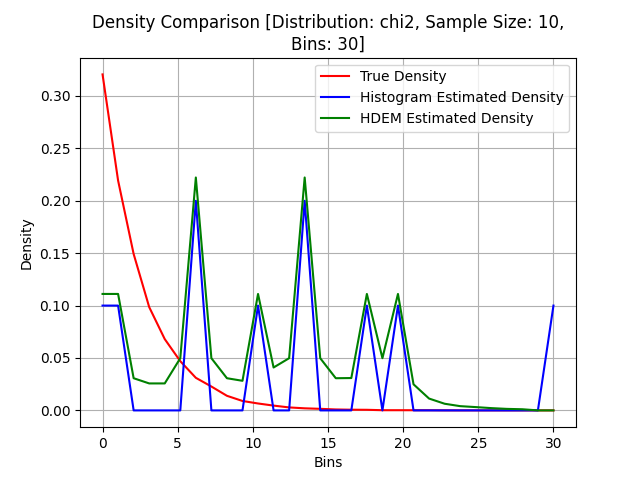 Density Comparison [Distribution: chi2, Sample Size: 10,
Bins: 30]
True Density
Histogram Estimated Density
HDEM Estimated Density
Density
0.30
0.25
0.20
0.15
0.10
0.05
0.00
0 5 10 15 20 25 30
Bins